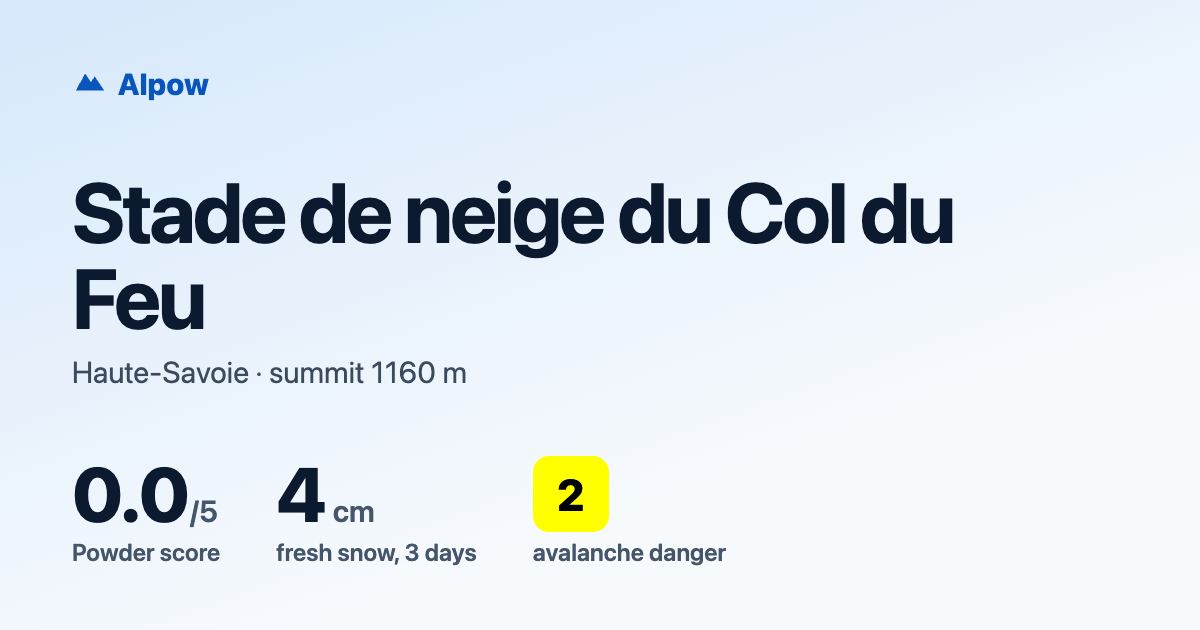 Alpow
Stade de neige du Col du
Feu
Haute-Savoie · summit 1160 m
0.0/5
Powder score
4 cm
fresh snow, 3 days
2
avalanche danger